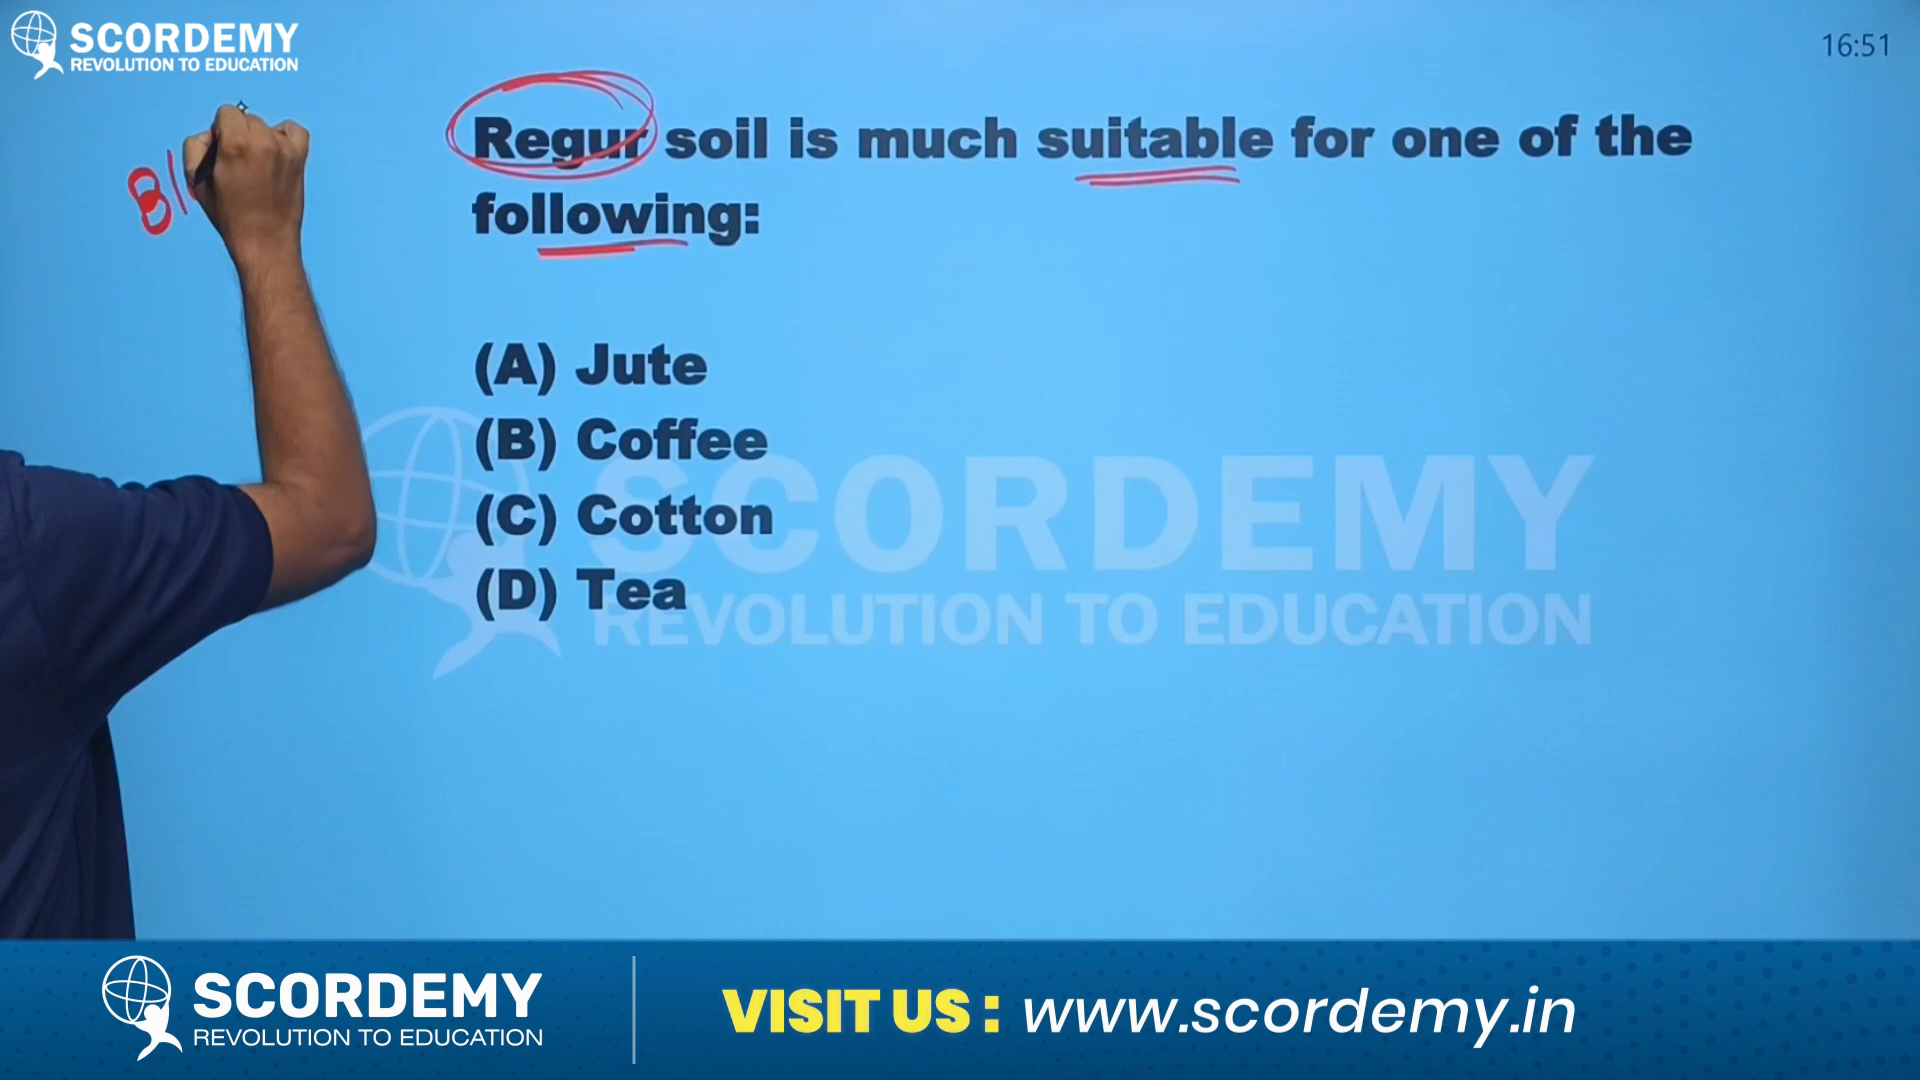 SCORDEMY
REVOLUTION TO EDUCATION
16:51
Regur soil is much suitable for one of the
following:
(A) Jute
(B) Coffee
(C) Cotton
(D) Tea
SCORDEMY
REVOLUTION TO EDUCATION
SCORDEMY
REVOLUTION TO EDUCATION
VISIT US : www.scordemy.in